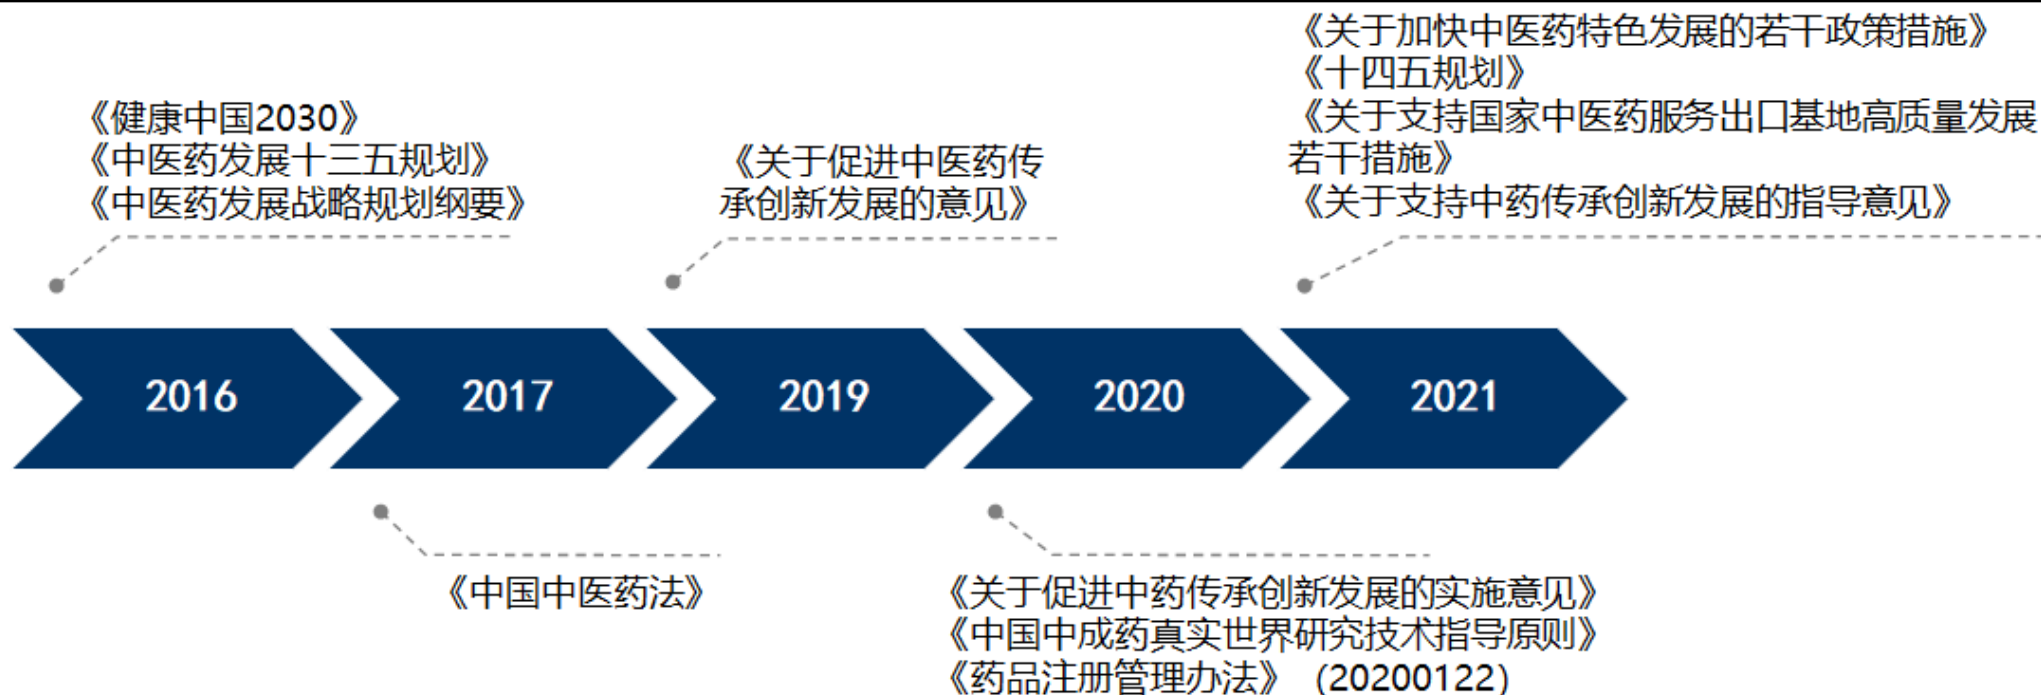 《健康中国2030》
《中医药发展十三五规划》
《中医药发展战略规划纲要》
《关于促进中医药传
承创新发展的意见》
《关于加快中医药特色发展的若干政策措施》
《十四五规划》
《关于支持国家中医药服务出口基地高质量发展
若干措施》
《关于支持中药传承创新发展的指导意见》
2016
2017
2019
2020
2021
《中国中医药法》
《关于促进中药传承创新发展的实施意见》
《中国中成药真实世界研究技术指导原则》
《药品注册管理办法》（20200122）